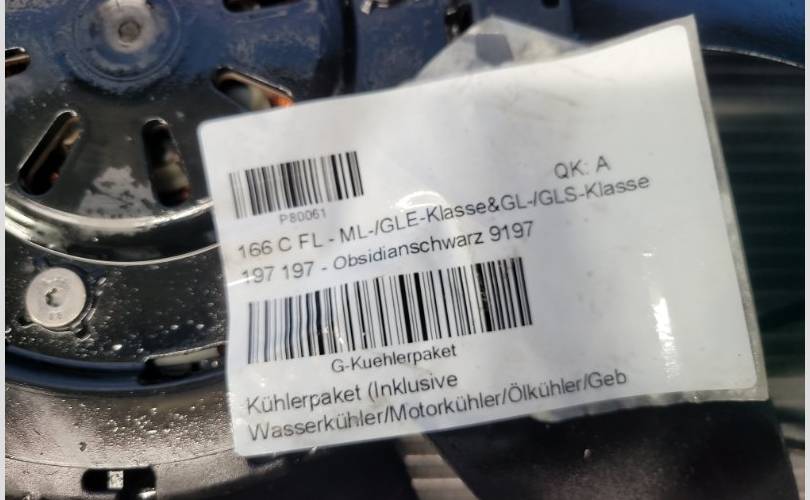 QK: A
P80061
166 C FL - ML-/GLE-Klasse&GL-/GLS-Klasse
197 197 - Obsidianschwarz 9197
G-Kuehlerpaket
Kühlerpaket (Inklusive
Wasserkühler/Motorkühler/Ölkühler/Geb